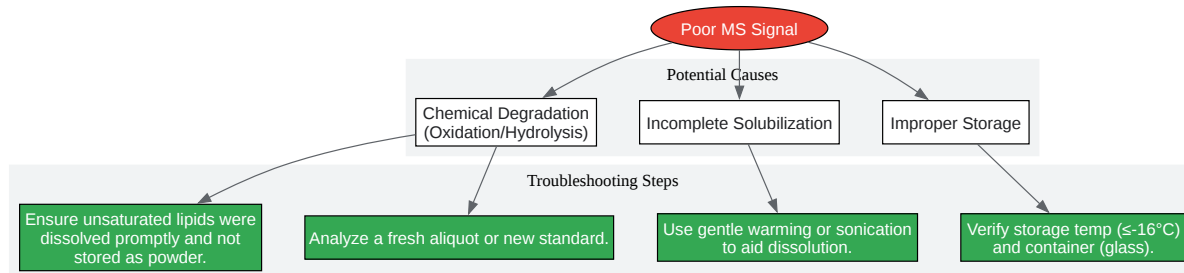 Poor MS Signal
Potential Causes
Chemical Degradation
(Oxidation/Hydrolysis)
Incomplete Solubilization
Improper Storage
Troubleshooting Steps
Ensure unsaturated lipids were
dissolved promptly and not
stored as powder.
Analyze a fresh aliquot or new standard.
Use gentle warming or sonication
to aid dissolution.
Verify storage temp (≤-16°C)
and container (glass).